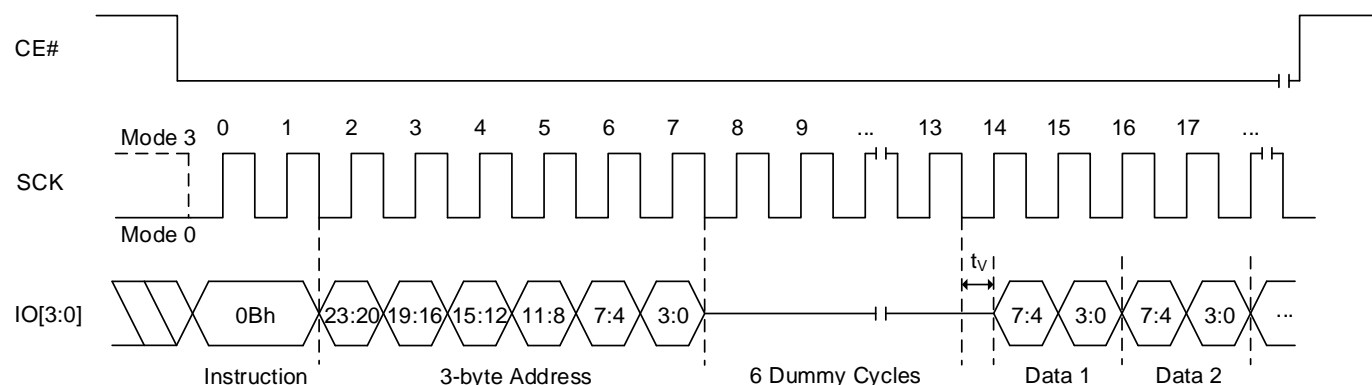 CE#
0 1 2 3 4 5 6 7 8 9 ... 13 14 15 16 17 ...
Mode 3
SCK
Mode 0
tV
IO[3:0] 0Bh 23:20 19:16 15:12 11:8 7:4 3:0 7:4 3:0 7:4 3:0 ...
Instruction 3-byte Address 6 Dummy Cycles Data 1 Data 2